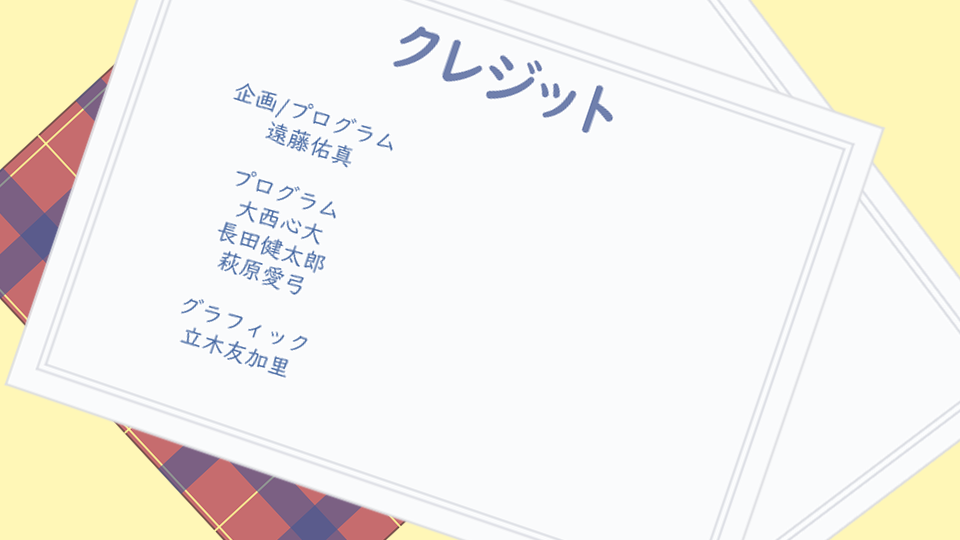 クレジット
企画/プログラム
遠藤佑真
プログラム
大西心大
長田健太郎
萩原愛弓
グラフィック
立木友加里